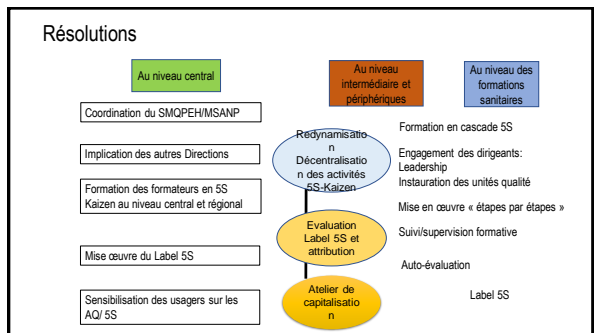 Résolutions
Au niveau central
Coordination du SMQPEH/MSANP
Implication des autres Directions
Formation des formateurs en 5S
Kaizen au niveau central et régional
Mise œuvre du Label 5S
Sensibilisation des usagers sur les
AQ/ 5S
Au niveau
intermédiaire et
périphériques
Redynamisatio
n
Décentralisatio
n des activités
5S-Kaizen
Evaluation
Label 5S et
attribution
Atelier de
capitalisatio
n
Au niveau des
formations
sanitaires
Formation en cascade 5S
Engagement des dirigeants:
Leadership
Instauration des unités qualité
Mise en œuvre « étapes par étapes »
Suivi/supervision formative
Auto-évaluation
Label 5S